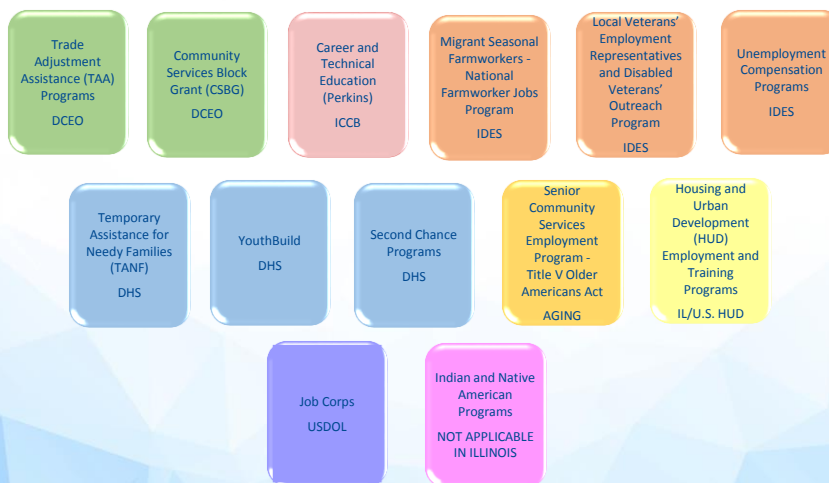 Trade
Adjustment
Assistance (TAA)
Programs
DCEO
Community
Services Block
Grant (CSBG)
DCEO
Career and
Technical
Education
(Perkins)
ICCB
Migrant Seasonal
Farmworkers -
National
Farmworker Jobs
Program
IDES
Local Veterans’
Employment
Representatives
and Disabled
Veterans’
Outreach
Program
IDES
Unemployment
Compensation
Programs
IDES
Temporary
Assistance for
Needy Families
(TANF)
DHS
YouthBuild
DHS
Second Chance
Programs
DHS
Senior
Community
Services
Employment
Program -
Title V Older
Americans Act
AGING
Housing and
Urban
Development
(HUD)
Employment and
Training
Programs
IL/U.S. HUD
Job Corps
USDOL
Indian and Native
American
Programs
NOT APPLICABLE
IN ILLINOIS